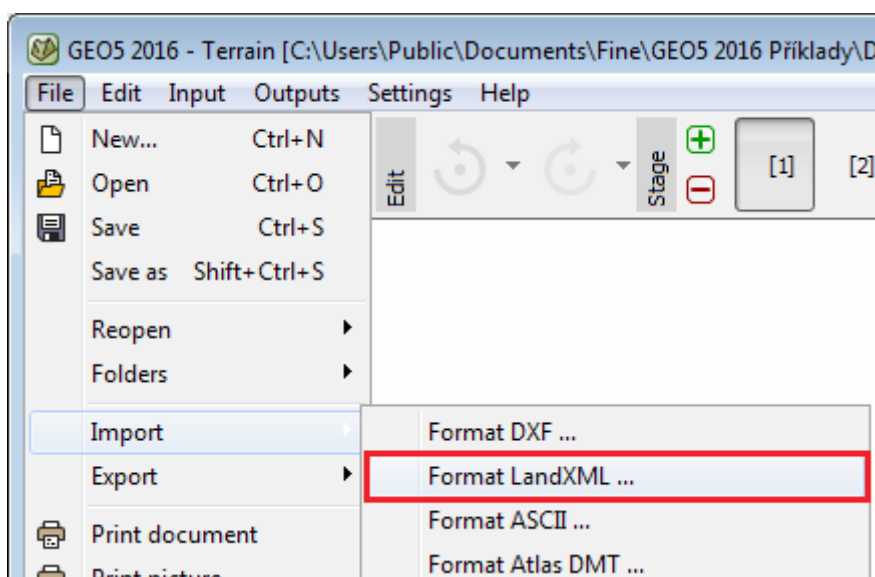 GEO5 2016 - Terrain [C:\Users\Public\Documents\Fine\GEO5 2016 Příklady\D
File Edit Input Outputs Settings Help
New... Ctrl+N
Open Ctrl+O
Save Ctrl+S
Save as Shift+Ctrl+S
Reopen
Folders
Import
Export
Print document
Print picture
Edit
Stage
[1]
[2]
Format DXF ...
Format LandXML ...
Format ASCII ...
Format Atlas DMT ...